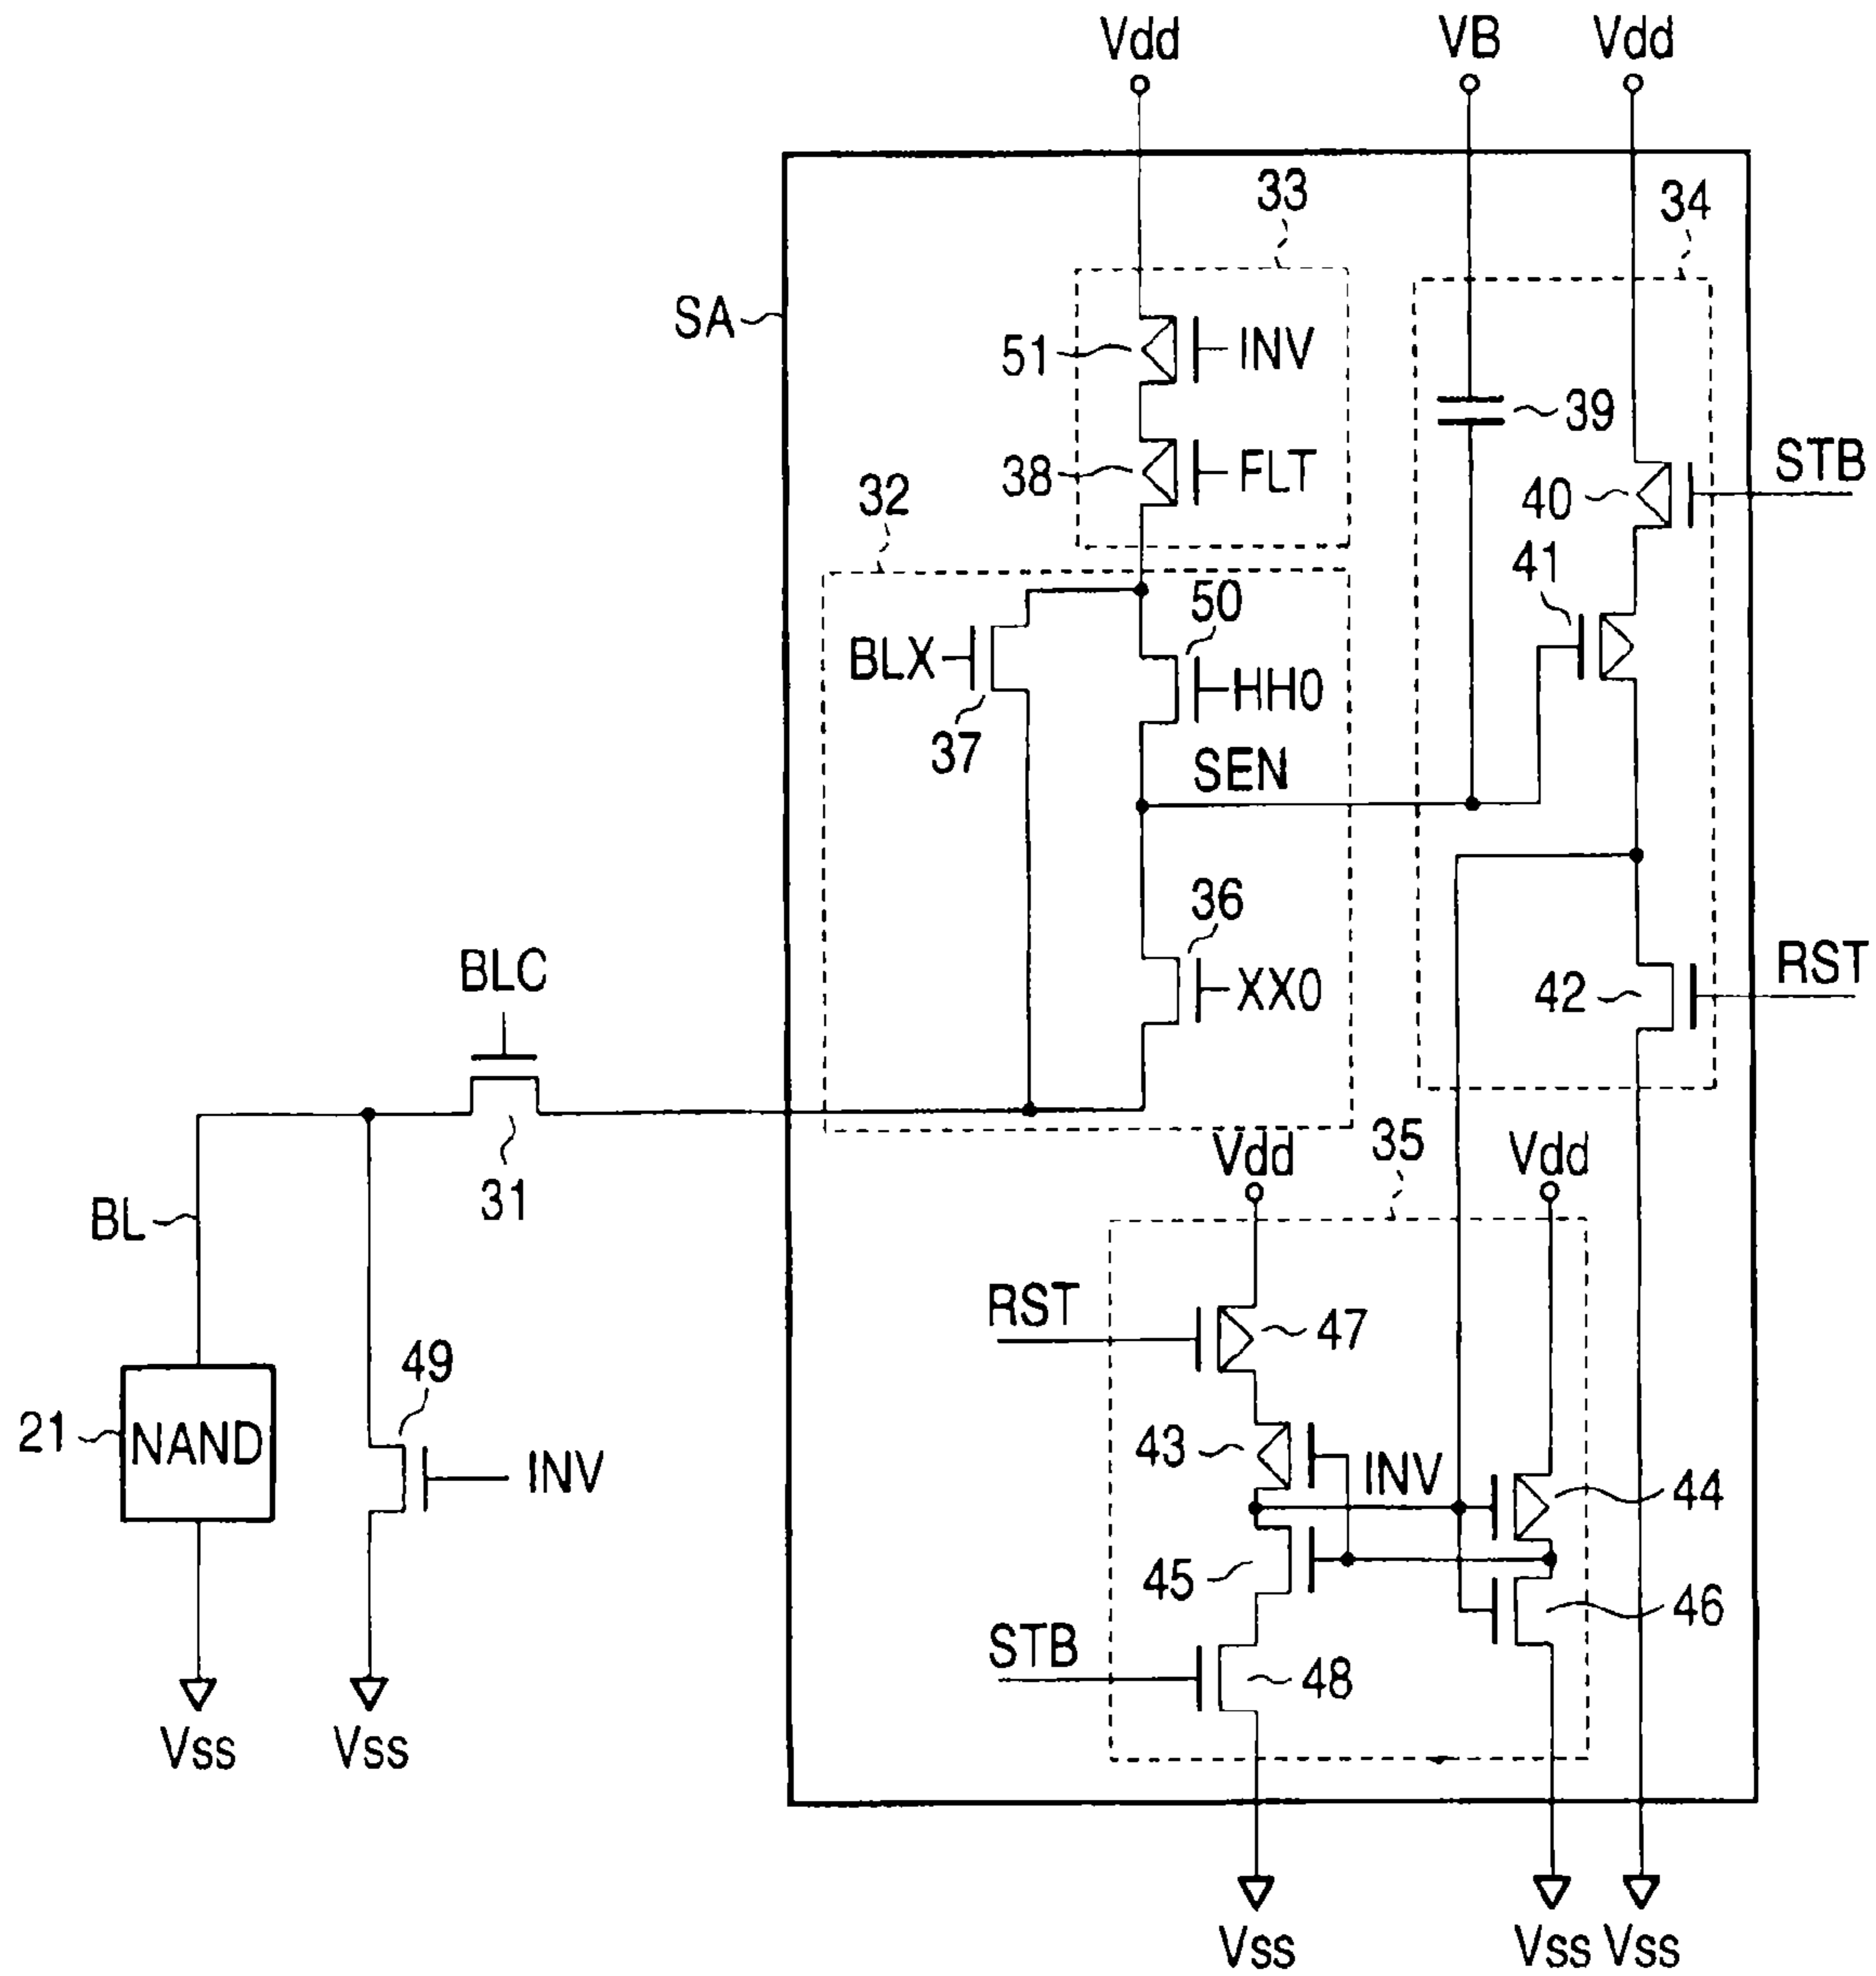 Vdd VB Vdd
33
34
SA
51 INV
39
38 FLT
STB
32
40
41
50
BLX
HH0
37
SEN
36
BLC
XX0
RST
42
35
Vdd Vdd
31
BL
RST
47
49
21 NAND
43
INV
INV
44
45
46
STB
48
Vss Vss
Vss Vss Vss